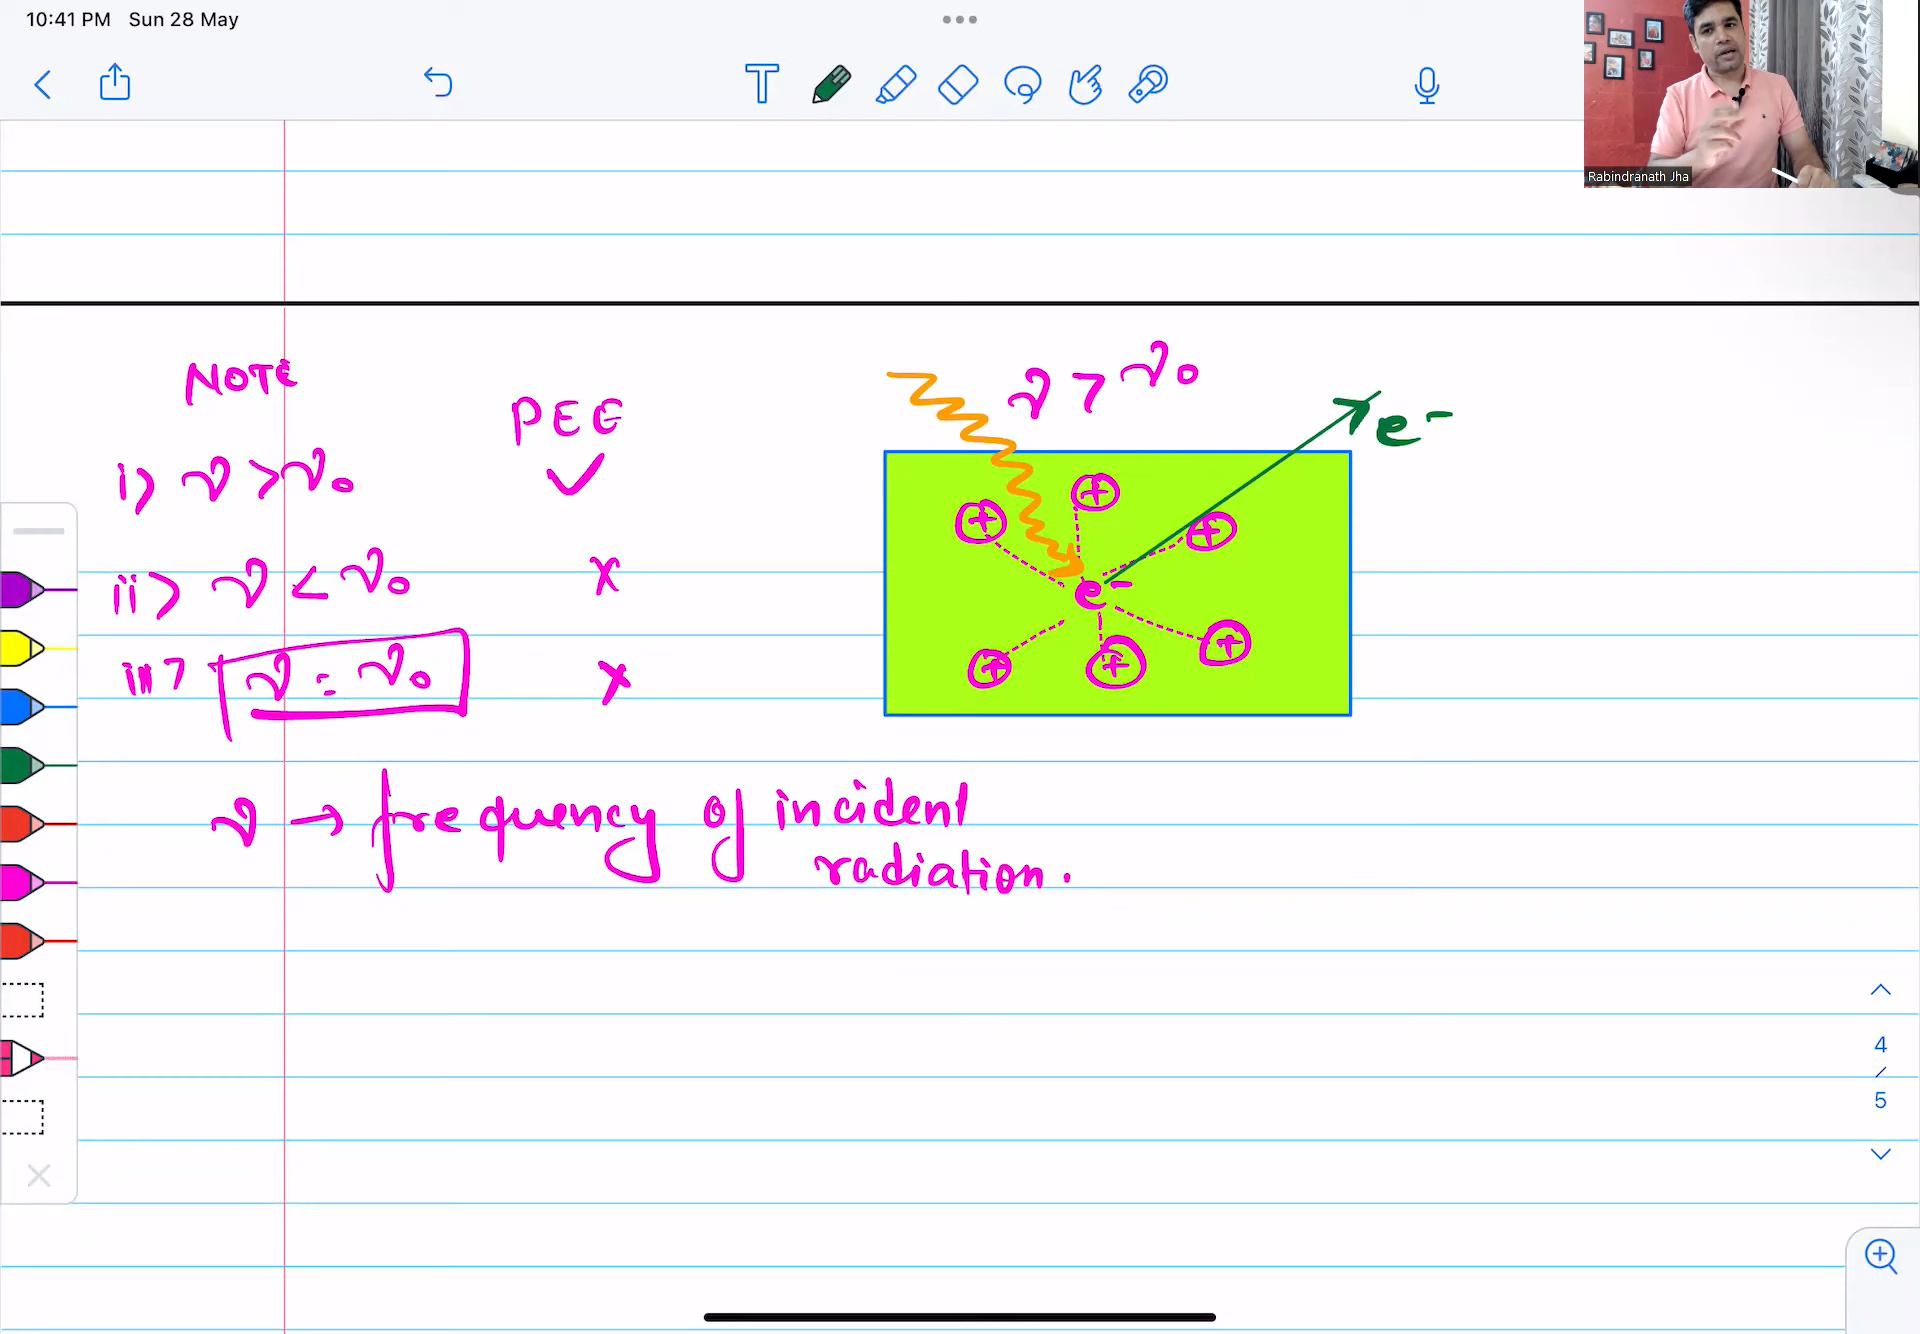 10:41 PM Sun 28 May
Rabindranath Jha
NOTE
PEE
i) ν > ν₀ ✓
ii) ν < ν₀ ×
iii) ν = ν₀ ×
ν → frequency of incident
radiation.
ν > ν₀
e⁻
+
+
+
e⁻
+
+
+
4
/
5